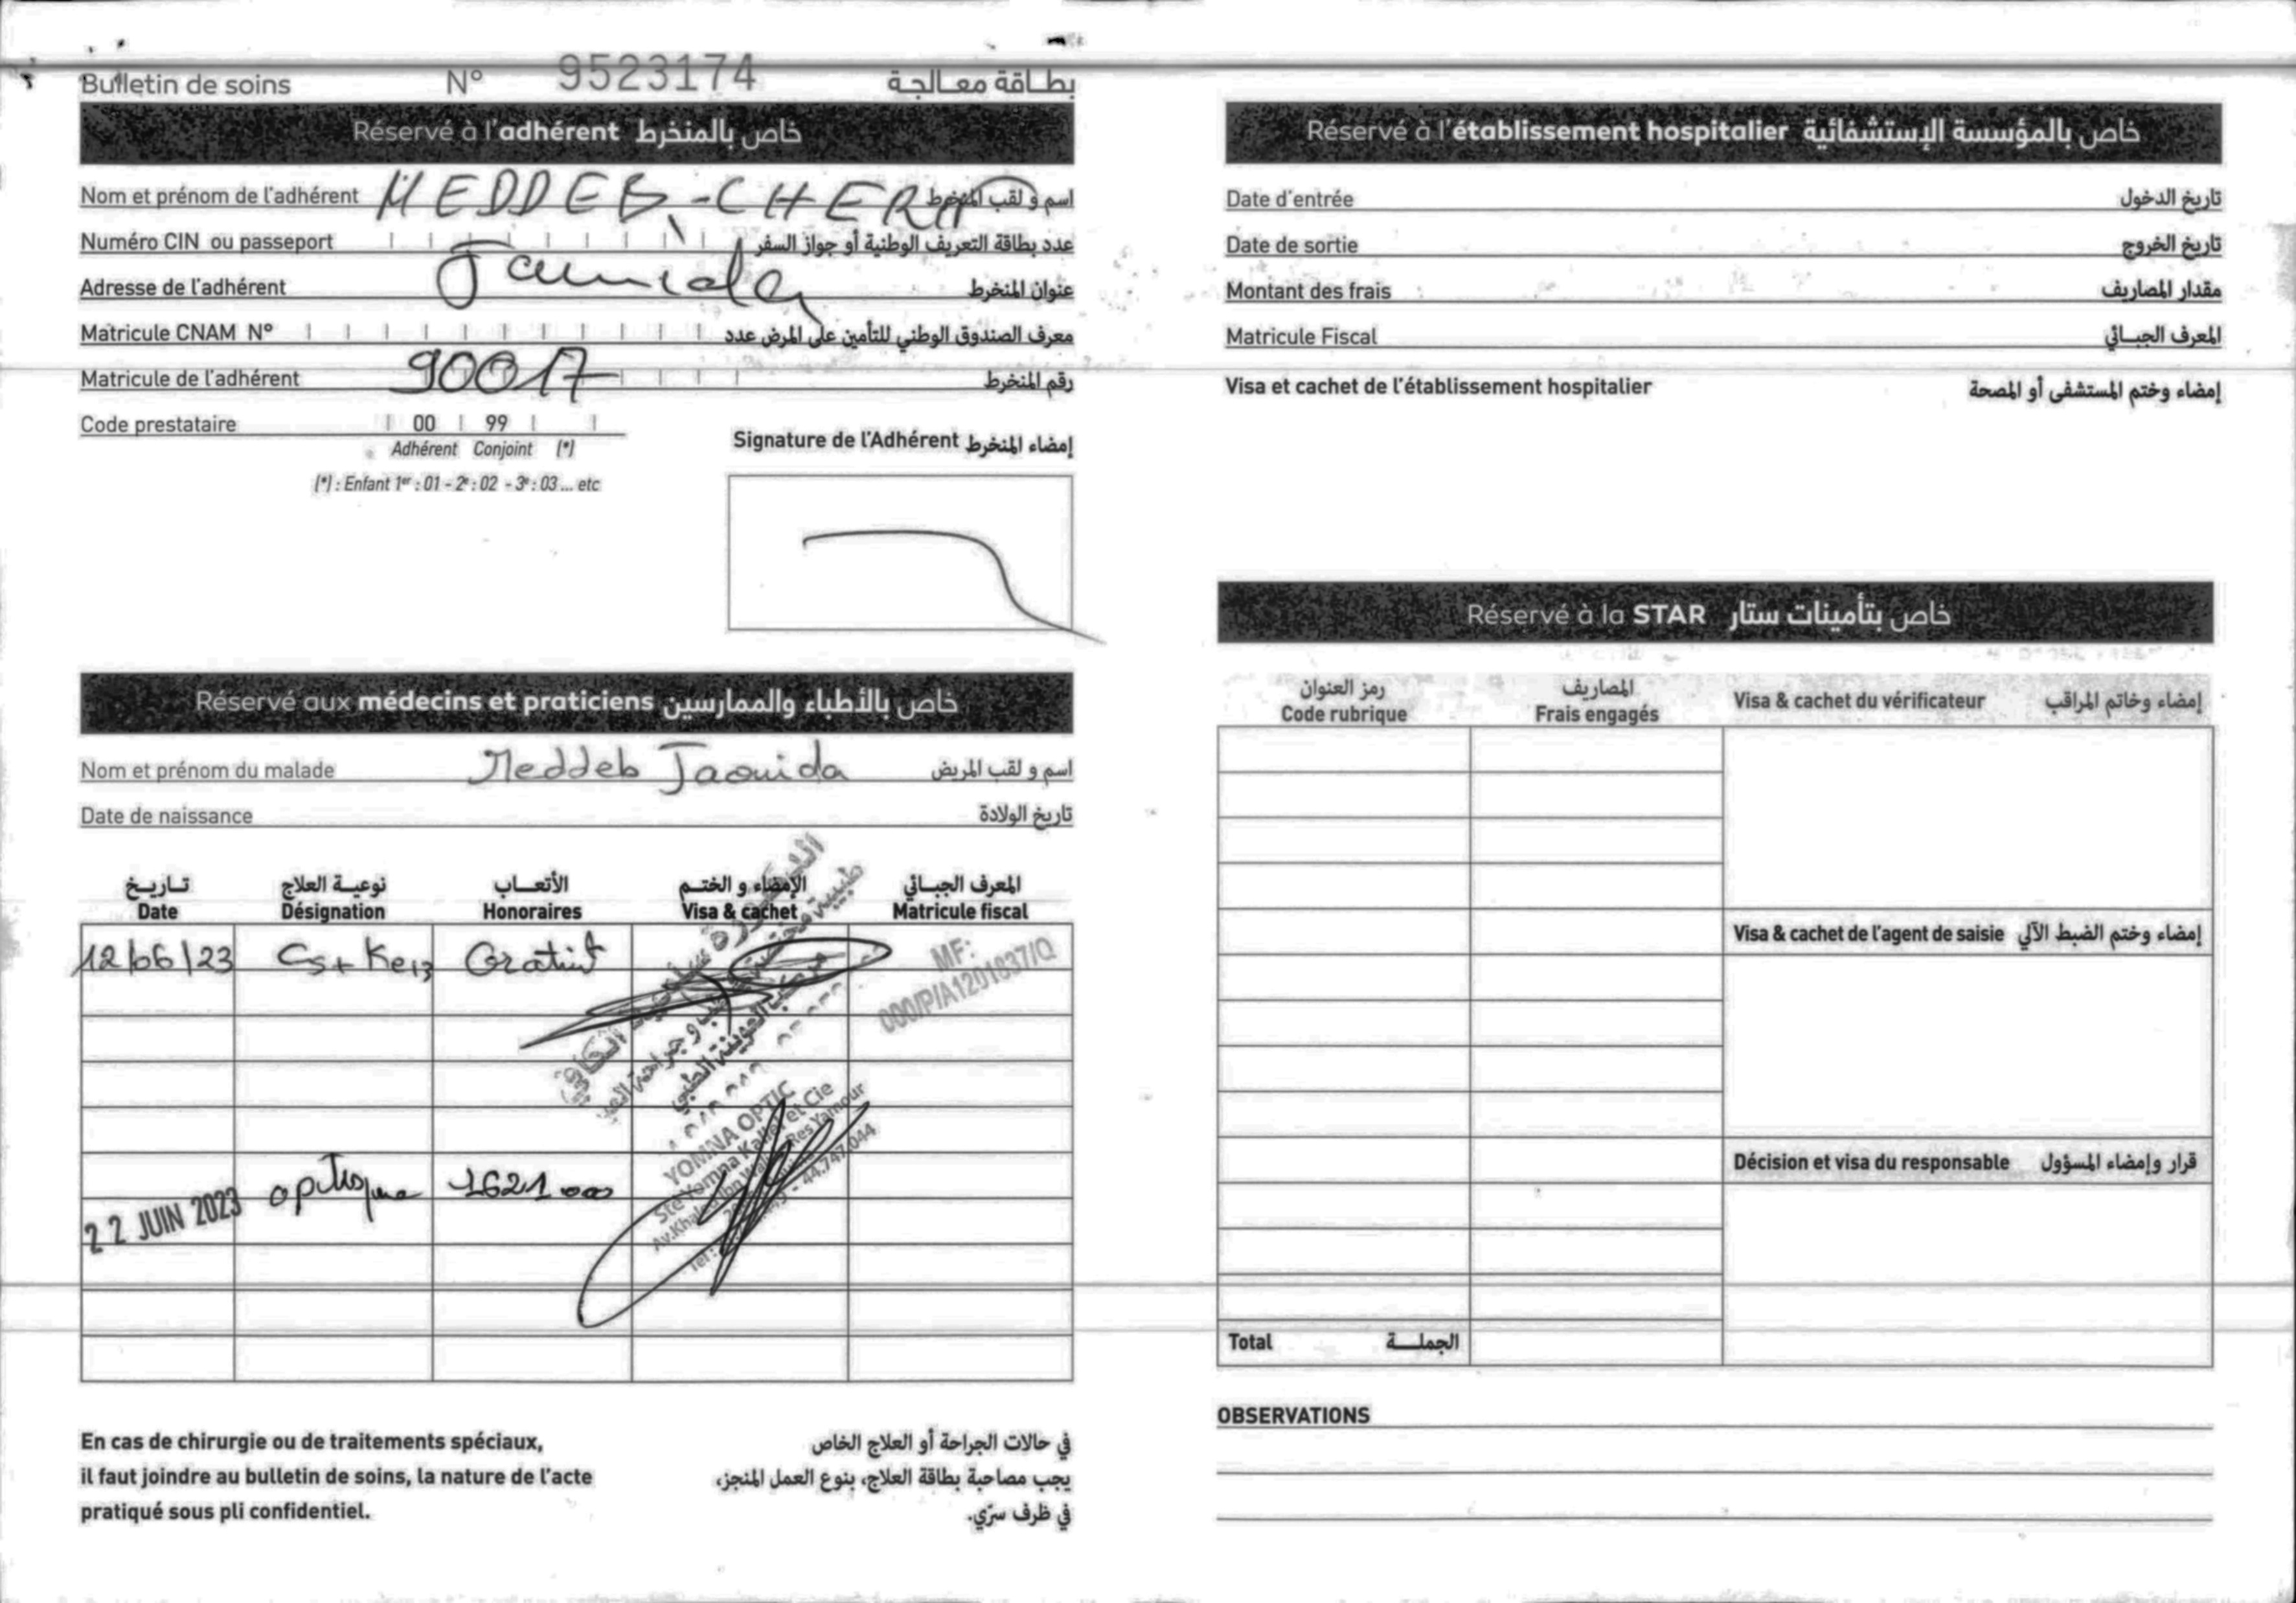 Bulletin de soins N° 9523174 بطاقة معالجة
Réservé à l'adhérent خاص بالمنخرط
Nom et prénom de l'adhérent MEDDEB - CHERI اسم و لقب المنخرط
Numéro CIN ou passeport عدد بطاقة التعريف الوطنية أو جواز السفر
Jaouida
Adresse de l'adhérent عنوان المنخرط
Matricule CNAM N° معرف الصندوق الوطني للتأمين على المرض عدد
Matricule de l'adhérent 90017 رقم المنخرط
Code prestataire 00 99
Adhérent Conjoint (*)
(*) : Enfant 1er : 01 - 2e : 02 - 3e : 03 ... etc
Signature de l'Adhérent إمضاء المنخرط
Réservé aux médecins et praticiens خاص بالأطباء والممارسين
Nom et prénom du malade Meddeb Jaouida اسم و لقب المريض
Date de naissance تاريخ الولادة
تاريخ نوعية العلاج الأتعاب الإمضاء و الختم المعرف الجبائي
Date Désignation Honoraires Visa & cachet Matricule fiscal
12/06/23 Cs + Ke13 Gratuit
MF:
000/P/A1201637/Q
22 JUIN 2023 optique 1621 000
YOMNA OPTIC
Ste Yomna Kallel et Cie
44.747.044
En cas de chirurgie ou de traitements spéciaux,
il faut joindre au bulletin de soins, la nature de l'acte
pratiqué sous pli confidentiel.
في حالات الجراحة أو العلاج الخاص
يجب مصاحبة بطاقة العلاج، بنوع العمل المنجز،
في ظرف سرّي.
Réservé à l'établissement hospitalier خاص بالمؤسسة الإستشفائية
Date d'entrée تاريخ الدخول
Date de sortie تاريخ الخروج
Montant des frais مقدار المصاريف
Matricule Fiscal المعرف الجبائي
Visa et cachet de l'établissement hospitalier إمضاء وختم المستشفى أو المصحة
Réservé à la STAR خاص بتأمينات ستار
رمز العنوان المصاريف
Code rubrique Frais engagés Visa & cachet du vérificateur إمضاء وخاتم المراقب
Visa & cachet de l'agent de saisie إمضاء وختم الضبط الآلي
Décision et visa du responsable قرار وإمضاء المسؤول
Total الجملة
OBSERVATIONS